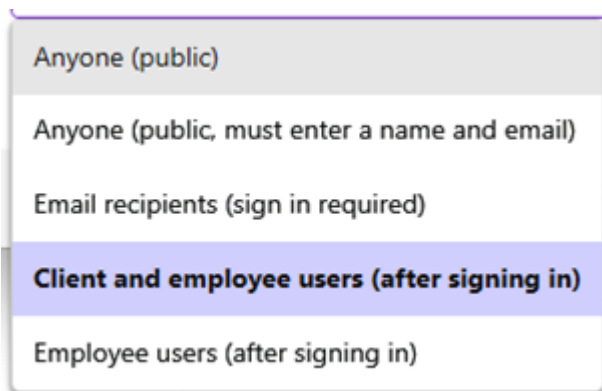 Anyone (public)
Anyone (public, must enter a name and email)
Email recipients (sign in required)
Client and employee users (after signing in)
Employee users (after signing in)